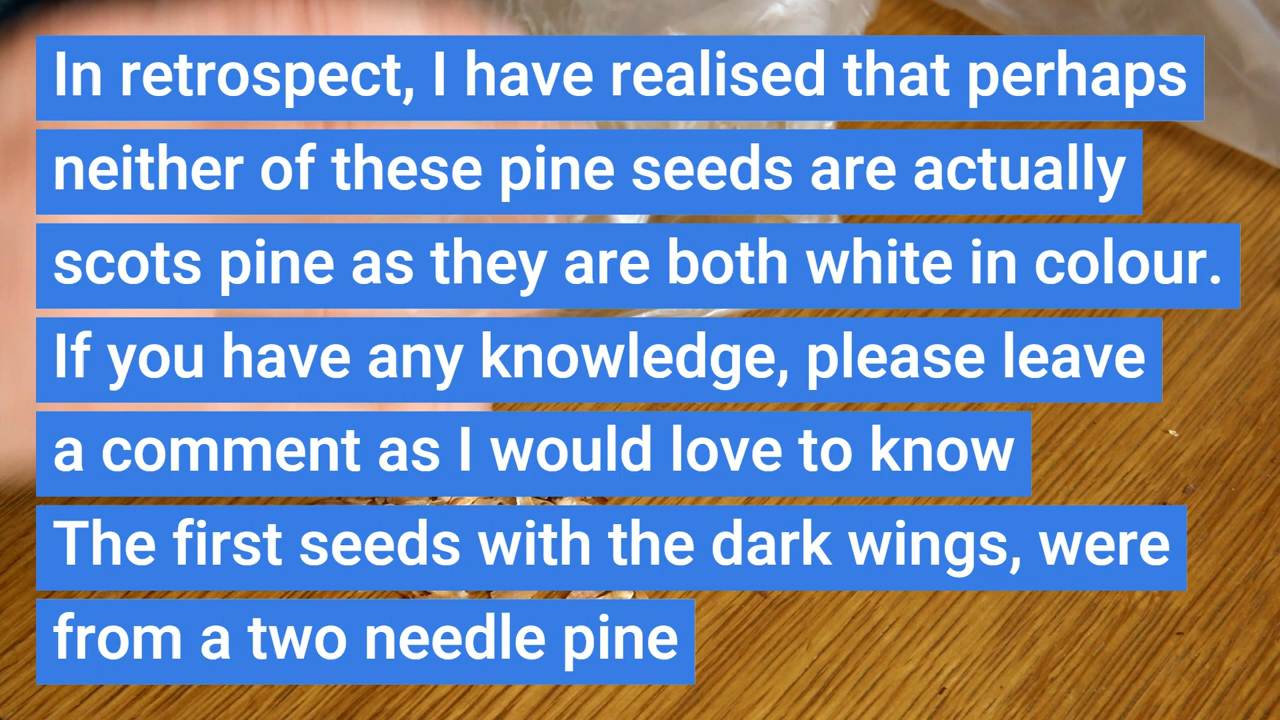 In retrospect, I have realised that perhaps
neither of these pine seeds are actually
scots pine as they are both white in colour.
If you have any knowledge, please leave
a comment as I would love to know
The first seeds with the dark wings, were
from a two needle pine